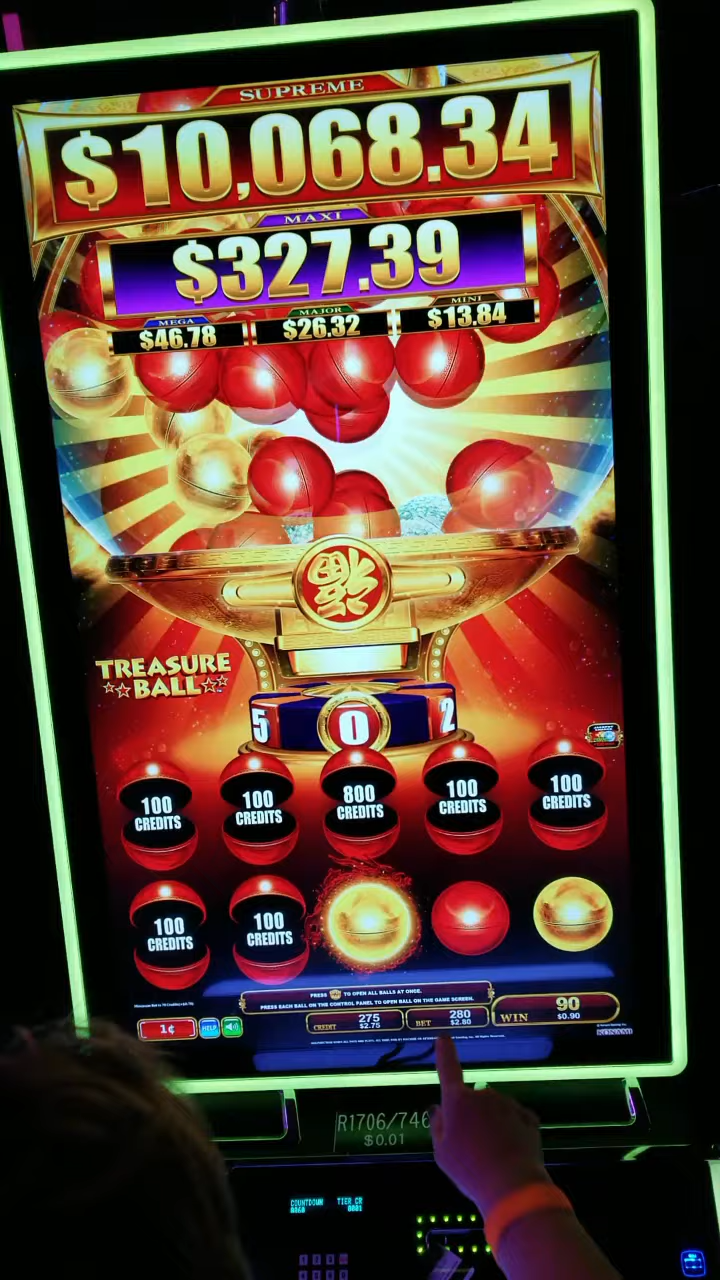 SUPREME
$10,068.34
MAXI
$327.39
MEGA
$46.78
MAJOR
$26.32
MINI
$13.84
福
TREASURE
BALL
5 0 2
100 CREDITS
100 CREDITS
800 CREDITS
100 CREDITS
100 CREDITS
100 CREDITS
100 CREDITS
PRESS TO OPEN ALL BALLS AT ONCE.
PRESS EACH BALL ON THE CONTROL PANEL TO OPEN BALL ON THE GAME SCREEN.
1¢
HELP
CREDIT 275
$2.75
BET 280
$2.80
WIN 90
$0.90
KONAMI
R1706/746
$0.01
COUNTDOWN TIER CR
0060 0001